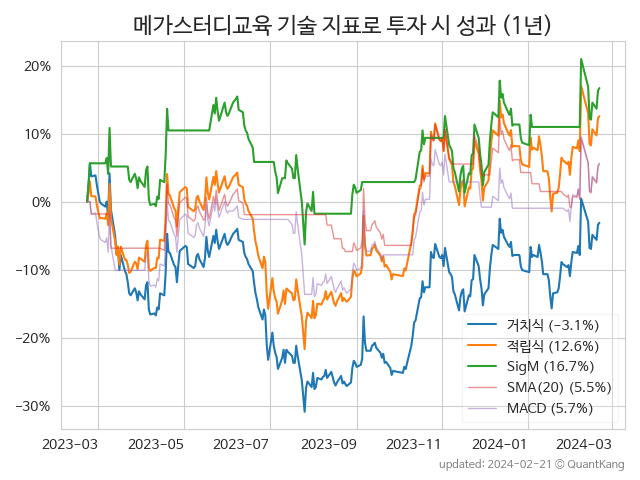 메가스터디교육 기술 지표로 투자 시 성과 (1년)
20%
10%
0%
−10%
−20%
−30%
거치식 (−3.1%)
적립식 (12.6%)
SigM (16.7%)
SMA(20) (5.5%)
MACD (5.7%)
2023-03 2023-05 2023-07 2023-09 2023-11 2024-01 2024-03
updated: 2024-02-21 © QuantKang